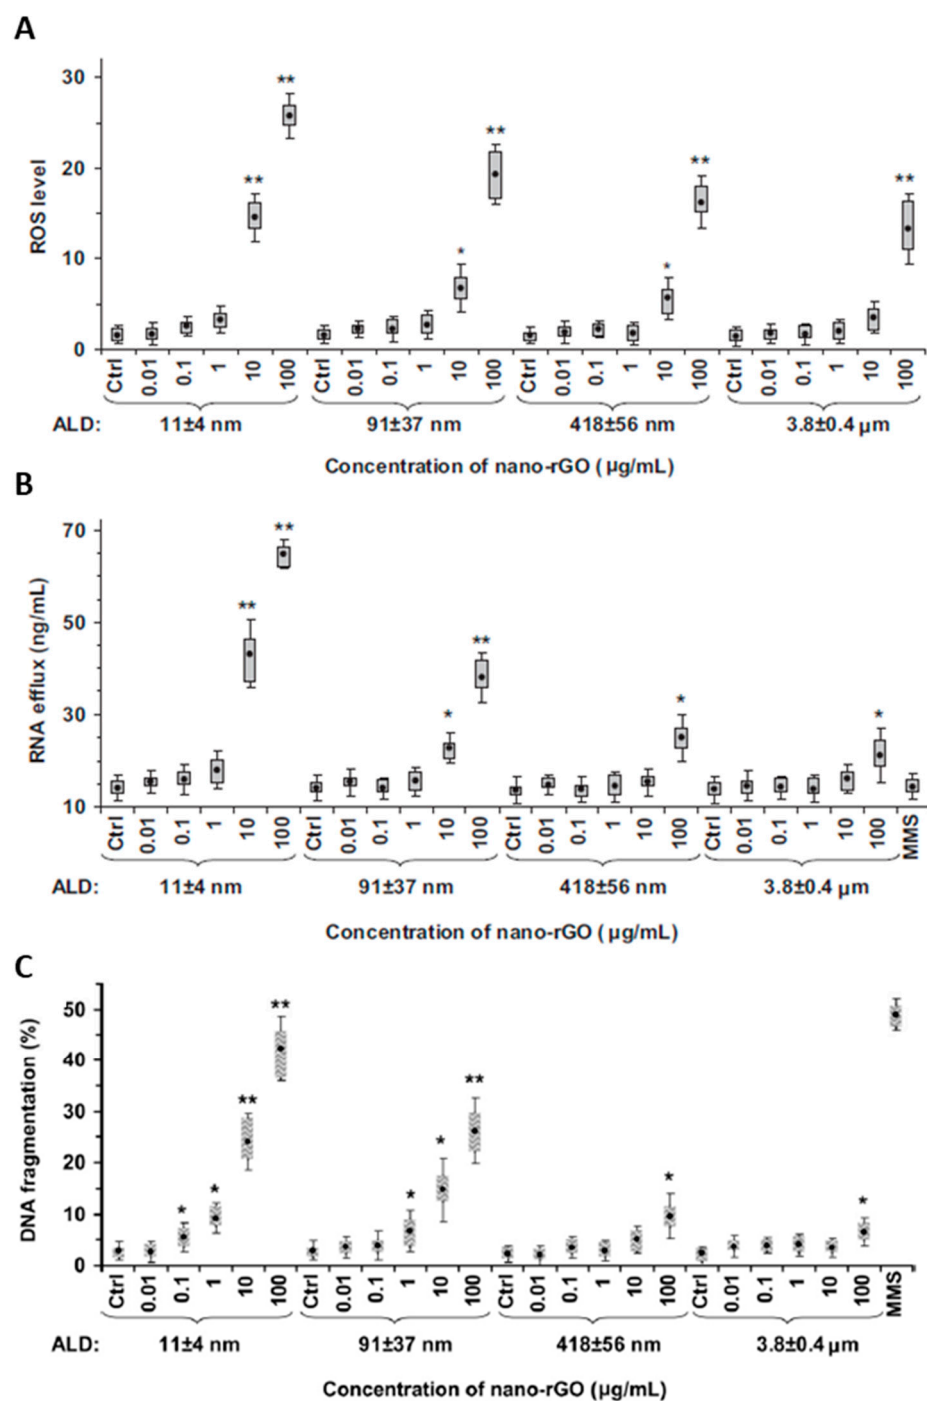 A
ROS level
30
20
10
0
** ** * ** * ** **
Ctrl 0.01 0.1 1 10 100 Ctrl 0.01 0.1 1 10 100 Ctrl 0.01 0.1 1 10 100 Ctrl 0.01 0.1 1 10 100
ALD: 11±4 nm 91±37 nm 418±56 nm 3.8±0.4 µm
Concentration of nano-rGO ( µg/mL)
B
RNA efflux (ng/mL)
70
50
30
10
** ** * ** * *
Ctrl 0.01 0.1 1 10 100 Ctrl 0.01 0.1 1 10 100 Ctrl 0.01 0.1 1 10 100 Ctrl 0.01 0.1 1 10 100 MMS
ALD: 11±4 nm 91±37 nm 418±56 nm 3.8±0.4 µm
Concentration of nano-rGO ( µg/mL)
C
DNA fragmentation (%)
50
40
30
20
10
0
* * ** ** * * ** * *
Ctrl 0.01 0.1 1 10 100 Ctrl 0.01 0.1 1 10 100 Ctrl 0.01 0.1 1 10 100 Ctrl 0.01 0.1 1 10 100 MMS
ALD: 11±4 nm 91±37 nm 418±56 nm 3.8±0.4 µm
Concentration of nano-rGO (µg/mL)